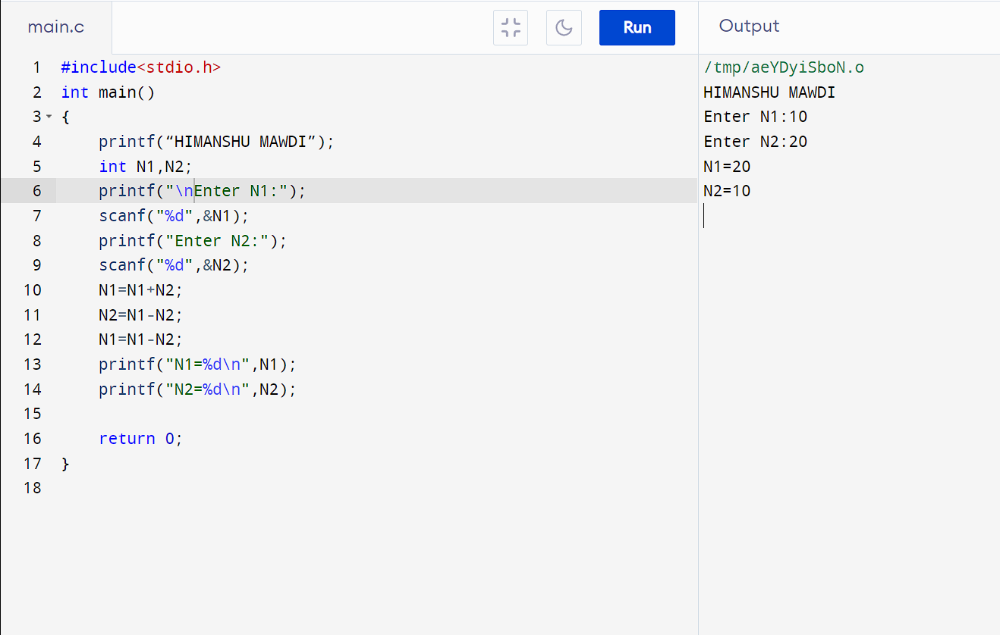 main.c
Run
Output
1 #include<stdio.h>
2 int main()
3 {
4 printf(“HIMANSHU MAWDI”);
5 int N1,N2;
6 printf("\nEnter N1:");
7 scanf("%d",&N1);
8 printf("Enter N2:");
9 scanf("%d",&N2);
10 N1=N1+N2;
11 N2=N1-N2;
12 N1=N1-N2;
13 printf("N1=%d\n",N1);
14 printf("N2=%d\n",N2);
15
16 return 0;
17 }
18
/tmp/aeYDyiSboN.o
HIMANSHU MAWDI
Enter N1:10
Enter N2:20
N1=20
N2=10